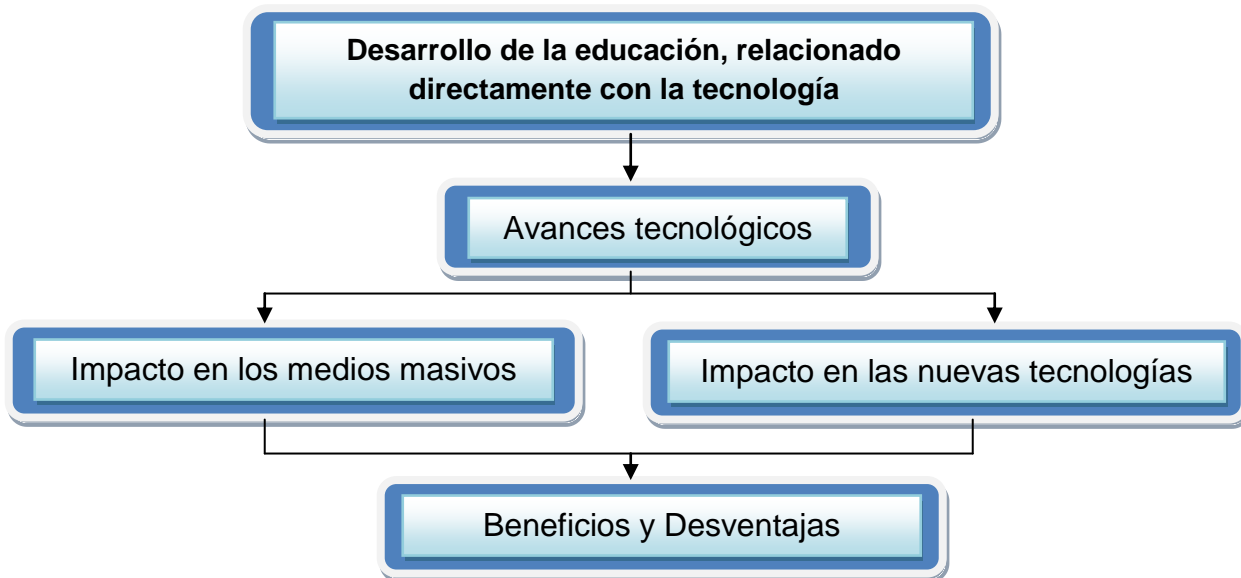 Desarrollo de la educación, relacionado
directamente con la tecnología
Avances tecnológicos
Impacto en los medios masivos
Impacto en las nuevas tecnologías
Beneficios y Desventajas